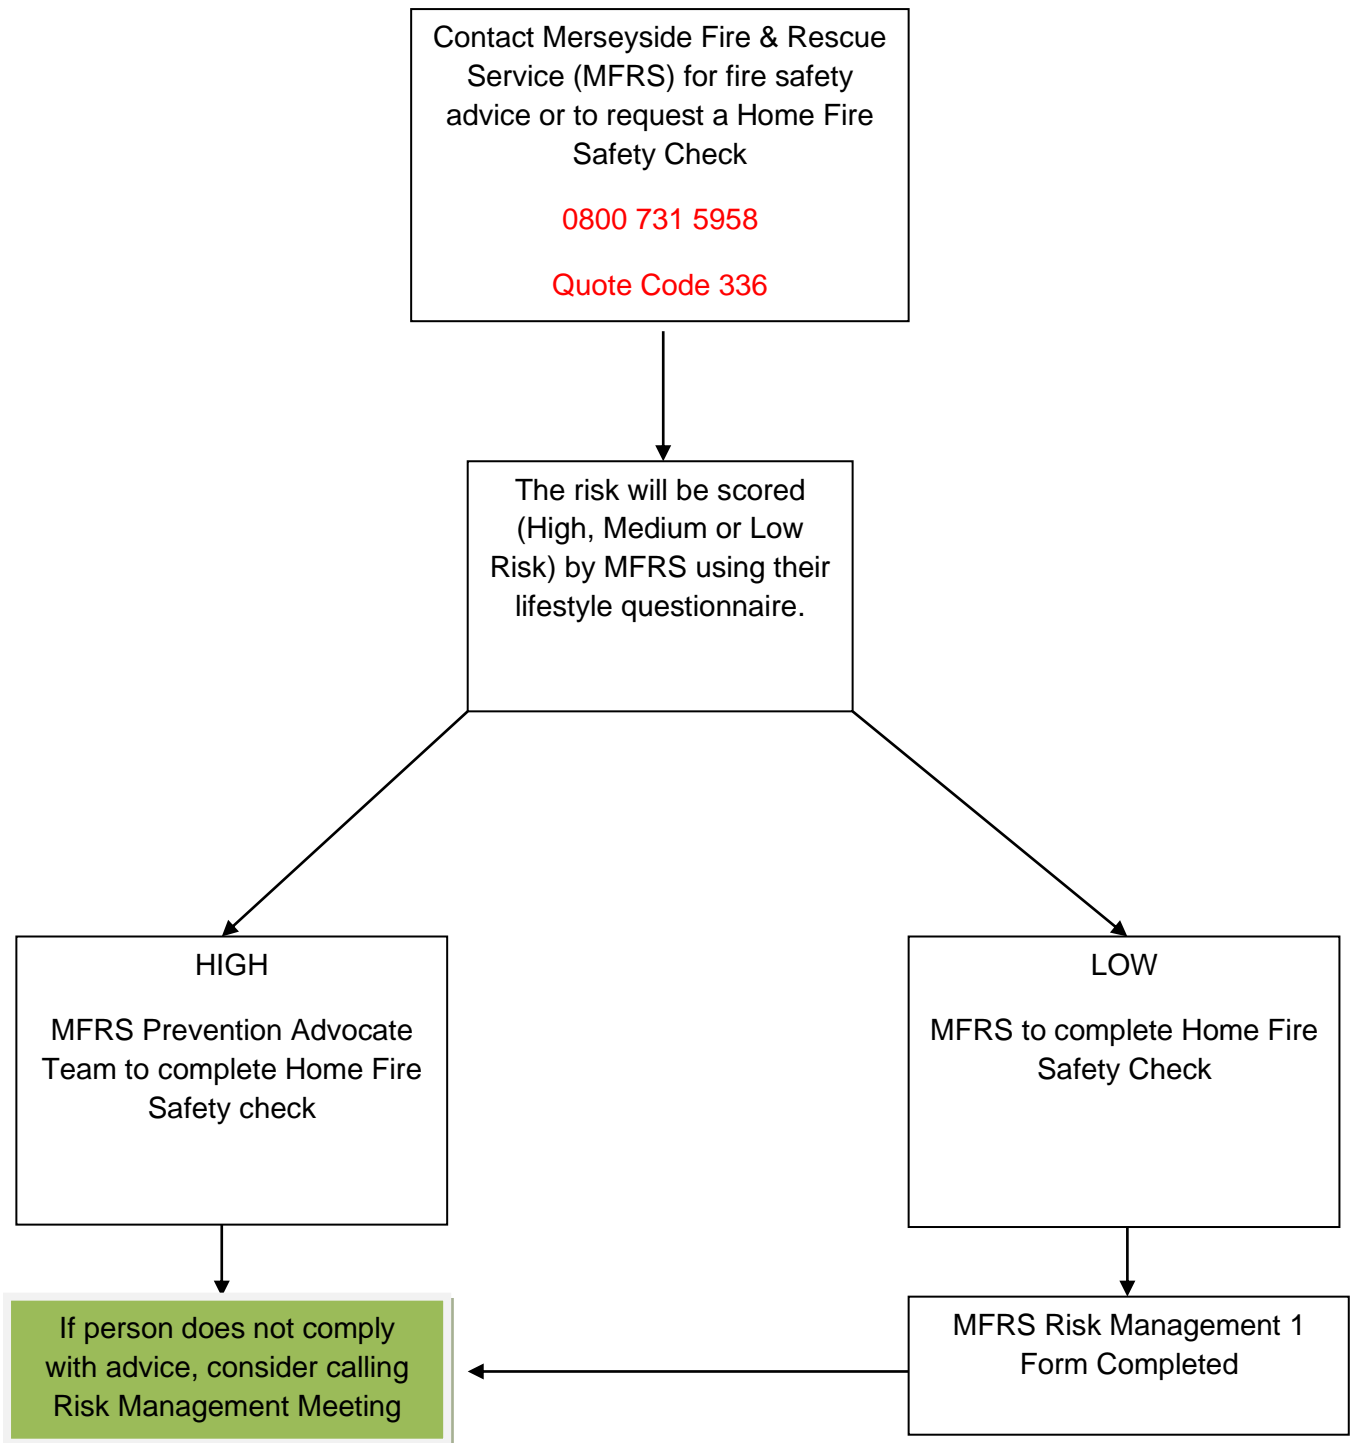 Contact Merseyside Fire & Rescue
Service (MFRS) for fire safety
advice or to request a Home Fire
Safety Check
0800 731 5958
Quote Code 336
The risk will be scored
(High, Medium or Low
Risk) by MFRS using their
lifestyle questionnaire.
HIGH
MFRS Prevention Advocate
Team to complete Home Fire
Safety check
LOW
MFRS to complete Home Fire
Safety Check
If person does not comply
with advice, consider calling
Risk Management Meeting
MFRS Risk Management 1
Form Completed